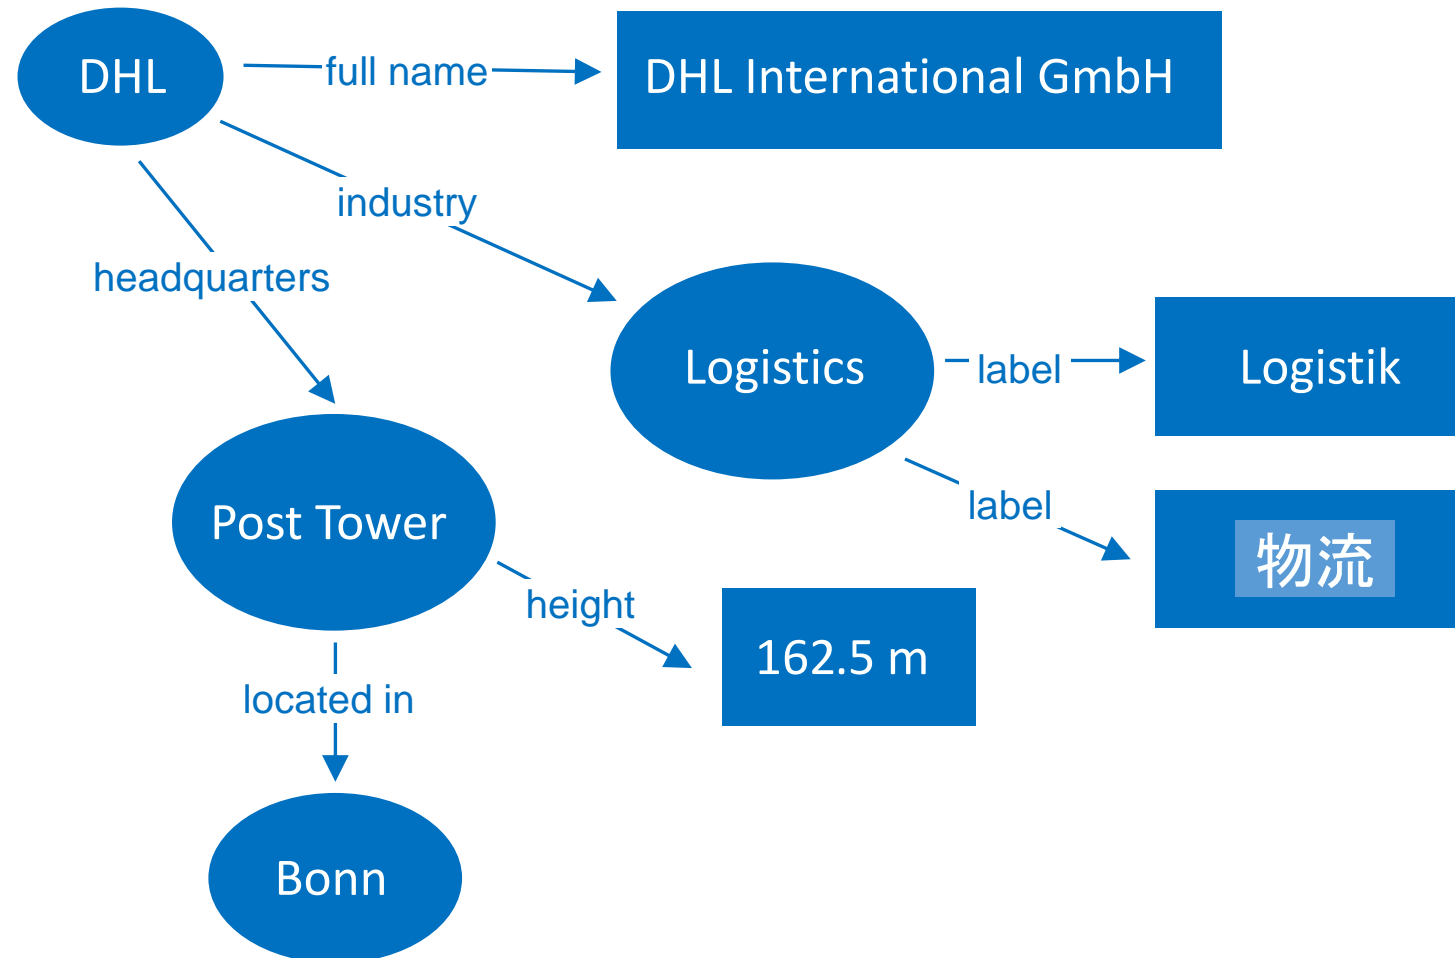 DHL
full name
DHL International GmbH
industry
headquarters
Logistics
label
Logistik
label
物流
Post Tower
height
162.5 m
located in
Bonn